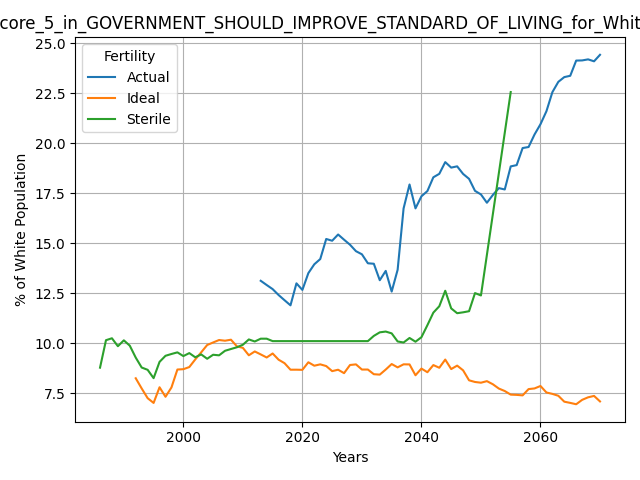 core_5_in_GOVERNMENT_SHOULD_IMPROVE_STANDARD_OF_LIVING_for_Whit
Fertility
Actual
Ideal
Sterile
% of White Population
25.0
22.5
20.0
17.5
15.0
12.5
10.0
7.5
2000 2020 2040 2060
Years